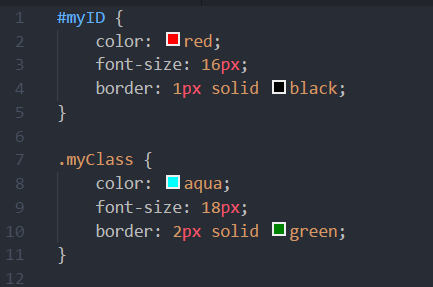 1 #myID {
2     color: red;
3     font-size: 16px;
4     border: 1px solid black;
5 }
6
7 .myClass {
8     color: aqua;
9     font-size: 18px;
10     border: 2px solid green;
11 }
12